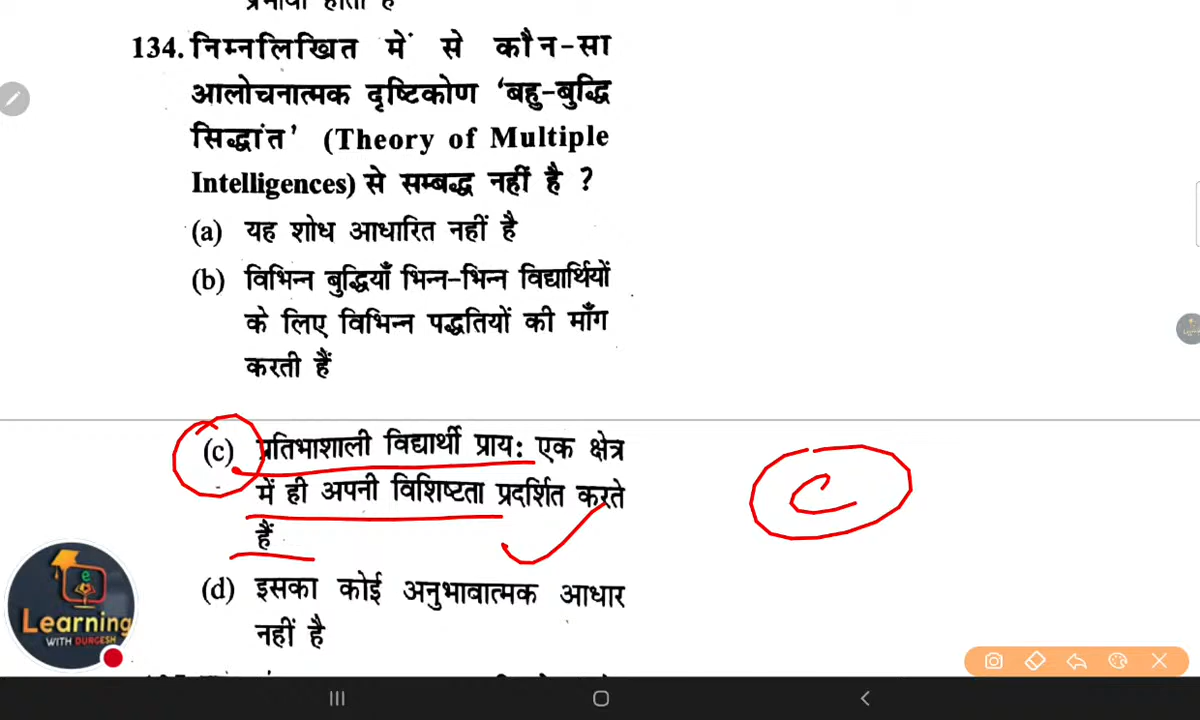 प्रभावी होती है
134. निम्नलिखित में से कौन-सा
आलोचनात्मक दृष्टिकोण ‘बहु-बुद्धि
सिद्धांत’ (Theory of Multiple
Intelligences) से सम्बद्ध नहीं है ?
(a) यह शोध आधारित नहीं है
(b) विभिन्न बुद्धियाँ भिन्न-भिन्न विद्यार्थियों
के लिए विभिन्न पद्धतियों की माँग
करती हैं
(c) प्रतिभाशाली विद्यार्थी प्राय: एक क्षेत्र
में ही अपनी विशिष्टता प्रदर्शित करते
हैं
C
(d) इसका कोई अनुभावात्मक आधार
नहीं है
e
Learning
WITH DURGESH